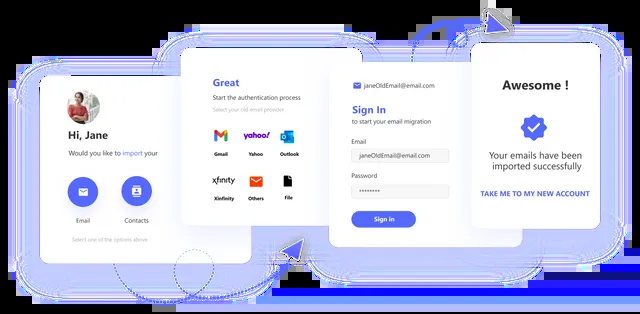 Hi, Jane
Would you like to import your
Email
Contacts
Select one of the options above
Great
Start the authentication process
Select your old email provider
yahoo!
Gmail
Yahoo
Outlook
xfinity
Xinfinity
Others
File
janeOldEmail@email.com
Sign In
to start your email migration
Email
janeOldEmail@email.com
Password
********
Sign in
Awesome !
Your emails have been
imported successfully
TAKE ME TO MY NEW ACCOUNT